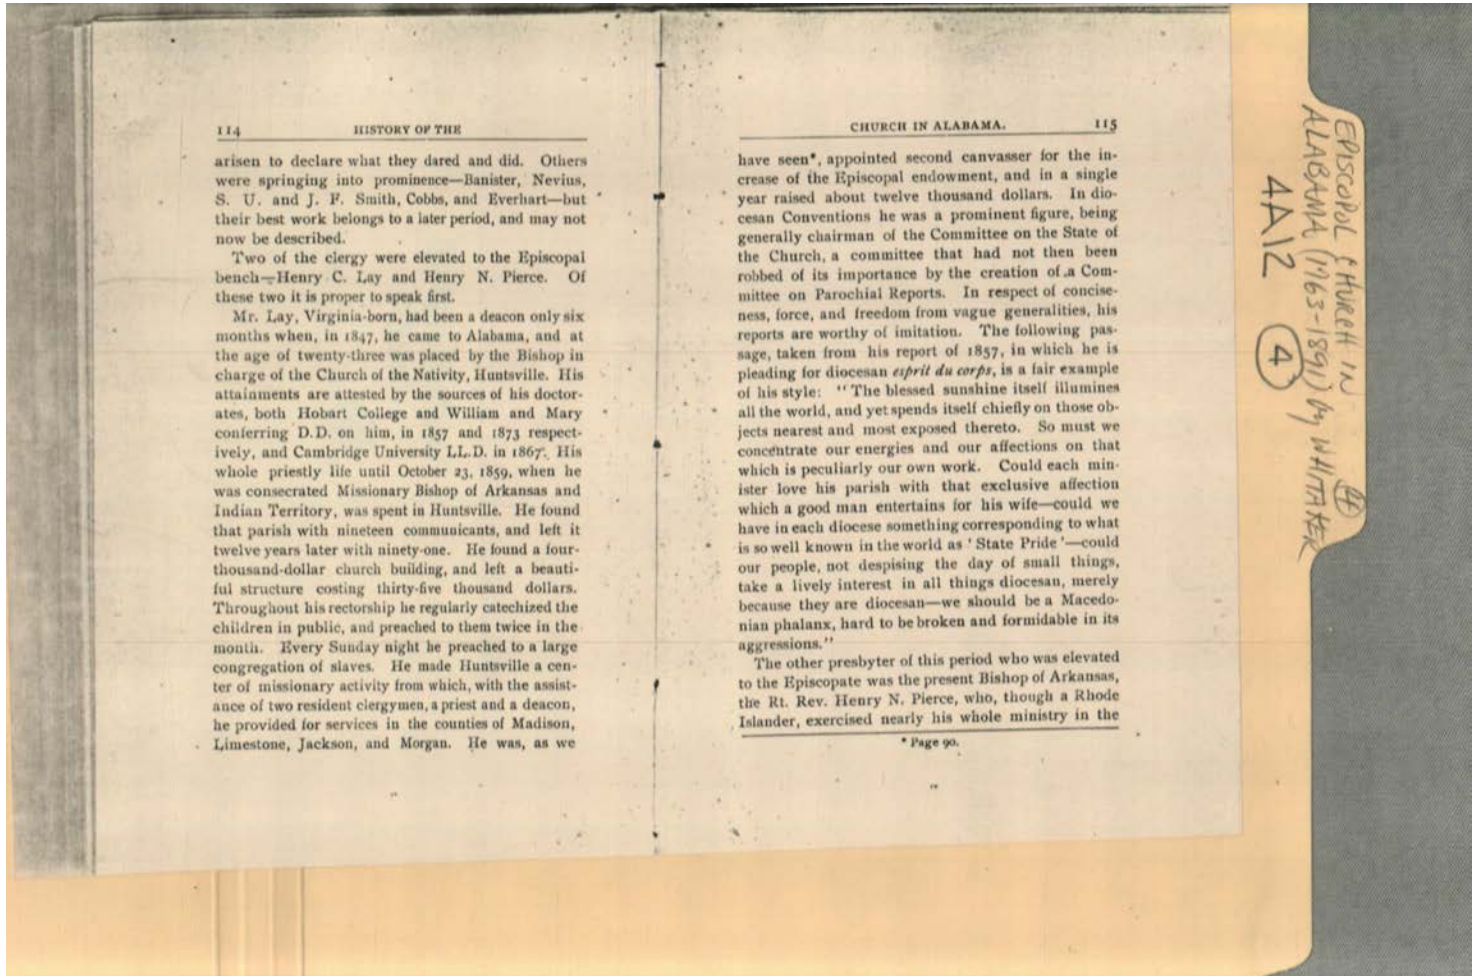 114 HISTORY OF THE
arisen to declare what they dared and did. Others
were springing into prominence—Banister, Nevius,
S. U. and J. F. Smith, Cobbs, and Everhart—but
their best work belongs to a later period, and may not
now be described.
Two of the clergy were elevated to the Episcopal
bench—Henry C. Lay and Henry N. Pierce. Of
these two it is proper to speak first.
Mr. Lay, Virginia-born, had been a deacon only six
months when, in 1847, he came to Alabama, and at
the age of twenty-three was placed by the Bishop in
charge of the Church of the Nativity, Huntsville. His
attainments are attested by the sources of his doctor-
ates, both Hobart College and William and Mary
conferring D.D. on him, in 1857 and 1873 respect-
ively, and Cambridge University LL.D. in 1867. His
whole priestly life until October 23, 1859, when he
was consecrated Missionary Bishop of Arkansas and
Indian Territory, was spent in Huntsville. He found
that parish with nineteen communicants, and left it
twelve years later with ninety-one. He found a four-
thousand-dollar church building, and left a beauti-
ful structure costing thirty-five thousand dollars.
Throughout his rectorship he regularly catechized the
children in public, and preached to them twice in the
month. Every Sunday night he preached to a large
congregation of slaves. He made Huntsville a cen-
ter of missionary activity from which, with the assist-
ance of two resident clergymen, a priest and a deacon,
he provided for services in the counties of Madison,
Limestone, Jackson, and Morgan. He was, as we
CHURCH IN ALABAMA. 115
have seen*, appointed second canvasser for the in-
crease of the Episcopal endowment, and in a single
year raised about twelve thousand dollars. In dio-
cesan Conventions he was a prominent figure, being
generally chairman of the Committee on the State of
the Church, a committee that had not then been
robbed of its importance by the creation of a Com-
mittee on Parochial Reports. In respect of concise-
ness, force, and freedom from vague generalities, his
reports are worthy of imitation. The following pas-
sage, taken from his report of 1857, in which he is
pleading for diocesan esprit du corps, is a fair example
of his style: "The blessed sunshine itself illumines
all the world, and yet spends itself chiefly on those ob-
jects nearest and most exposed thereto. So must we
concentrate our energies and our affections on that
which is peculiarly our own work. Could each min-
ister love his parish with that exclusive affection
which a good man entertains for his wife—could we
have in each diocese something corresponding to what
is so well known in the world as 'State Pride'—could
our people, not despising the day of small things,
take a lively interest in all things diocesan, merely
because they are diocesan—we should be a Macedo-
nian phalanx, hard to be broken and formidable in its
aggressions."
The other presbyter of this period who was elevated
to the Episcopate was the present Bishop of Arkansas,
the Rt. Rev. Henry N. Pierce, who, though a Rhode
Islander, exercised nearly his whole ministry in the
* Page 90.
EPISCOPOL CHURCH IN
ALABAMA (1763-1891) by WHITAKER
4A12 4